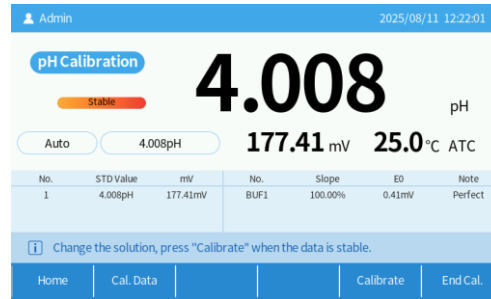 Admin 2025/08/11 12:22:01
pH Calibration
Stable
4.008 pH
Auto 4.008pH 177.41 mV 25.0 °C ATC
No. STD Value mV No. Slope E0 Note
1 4.008pH 177.41mV BUF1 100.00% 0.41mV Perfect
i Change the solution, press "Calibrate" when the data is stable.
Home Cal. Data Calibrate End Cal.